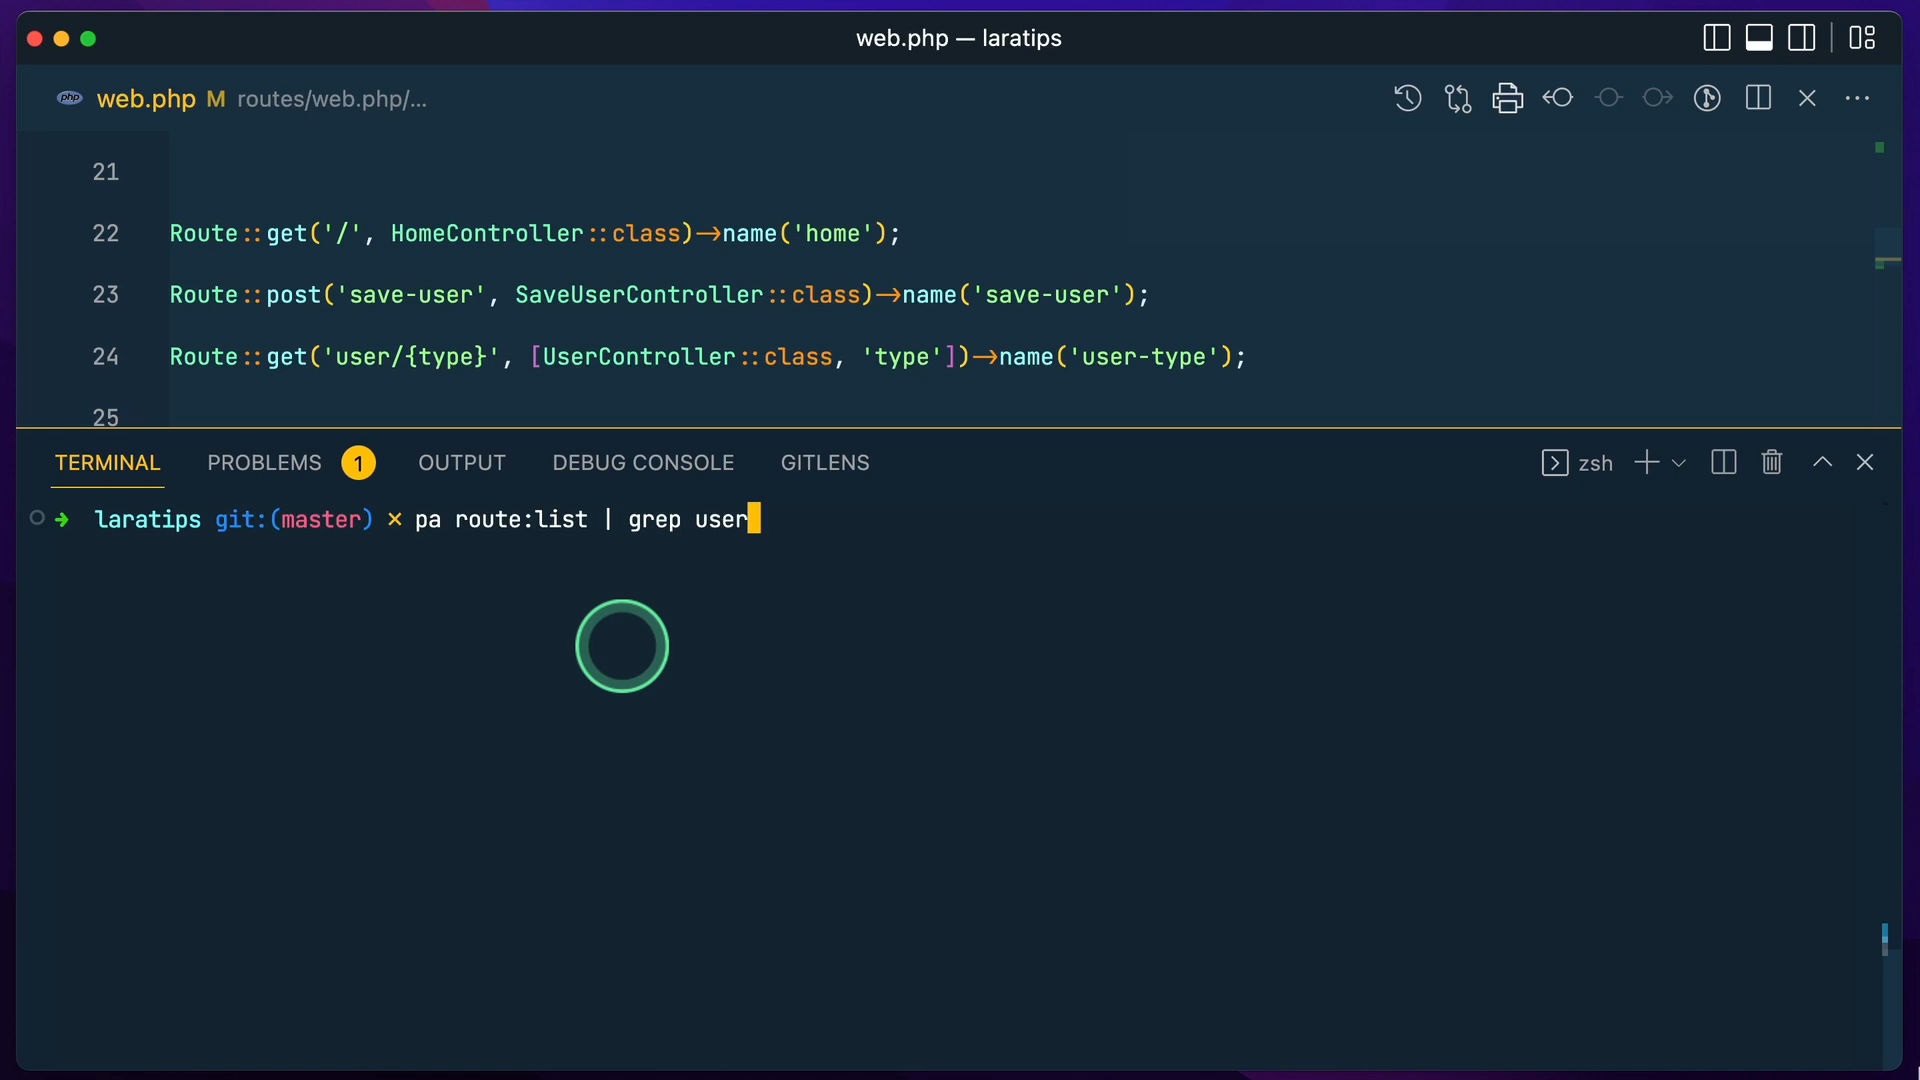 web.php — laratips
php web.php M routes/web.php/...
21
22 Route::get('/', HomeController::class)->name('home');
23 Route::post('save-user', SaveUserController::class)->name('save-user');
24 Route::get('user/{type}', [UserController::class, 'type'])->name('user-type');
25
TERMINAL PROBLEMS 1 OUTPUT DEBUG CONSOLE GITLENS zsh
laratips git:(master) × pa route:list | grep user